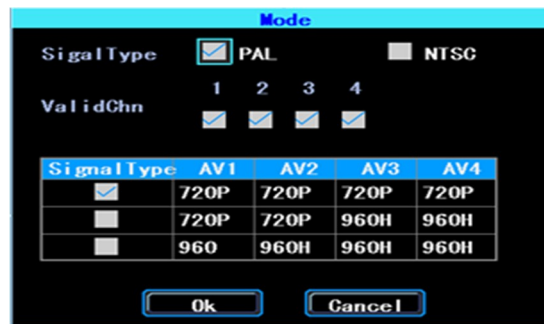 Mode
SigalType PAL NTSC
1 2 3 4
ValidChn
SignalType AV1 AV2 AV3 AV4
720P 720P 720P 720P
720P 720P 960H 960H
960 960H 960H 960H
Ok Cancel